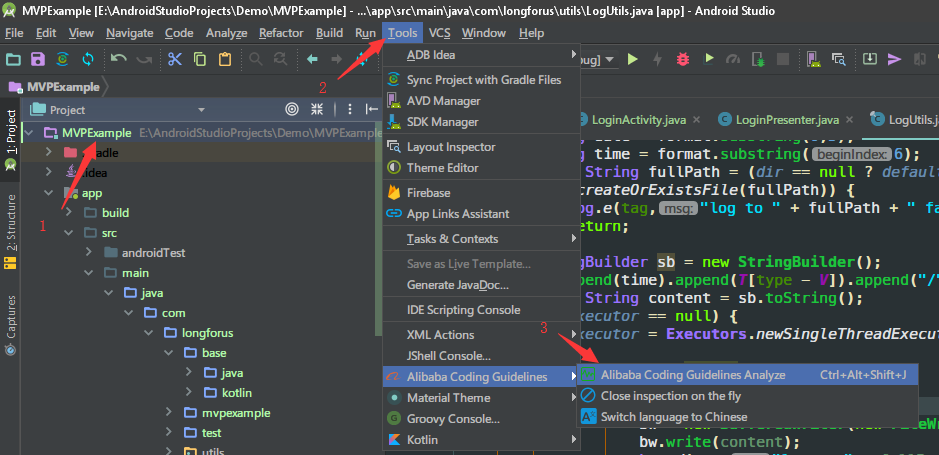 MVPExample [E:\AndroidStudioProjects\Demo\MVPExample] - ...\app\src\main\java\com\longforus\utils\LogUtils.java [app] - Android Studio
File Edit View Navigate Code Analyze Refactor Build Run Tools VCS Window Help
2
MVPExample
ug]
Project
1: Project
2: Structure
Captures
MVPExample E:\AndroidStudioProjects\Demo\MVPExample
.idea
app
1
build
src
androidTest
main
java
com
longforus
base
java
kotlin
mvpexample
test
utils
ADB Idea
Sync Project with Gradle Files
AVD Manager
SDK Manager
Layout Inspector
Theme Editor
Firebase
App Links Assistant
Tasks & Contexts
Save as Live Template...
Generate JavaDoc...
IDE Scripting Console
XML Actions
JShell Console...
Alibaba Coding Guidelines
Material Theme
Groovy Console...
Kotlin
3
Alibaba Coding Guidelines Analyze Ctrl+Alt+Shift+J
Close inspection on the fly
Switch language to Chinese
LoginActivity.java LoginPresenter.java LogUtils.ja
g time = format.substring( beginIndex: 6);
String fullPath = (dir == null ? defaul
createOrExistsFile(fullPath)) {
og.e(tag, msg: "log to " + fullPath + " fa
eturn;
ngBuilder sb = new StringBuilder();
pend(time).append(T[type - V]).append("/"
String content = sb.toString();
xecutor == null) {
xecutor = Executors.newSingleThreadExecut
bw.write(content);